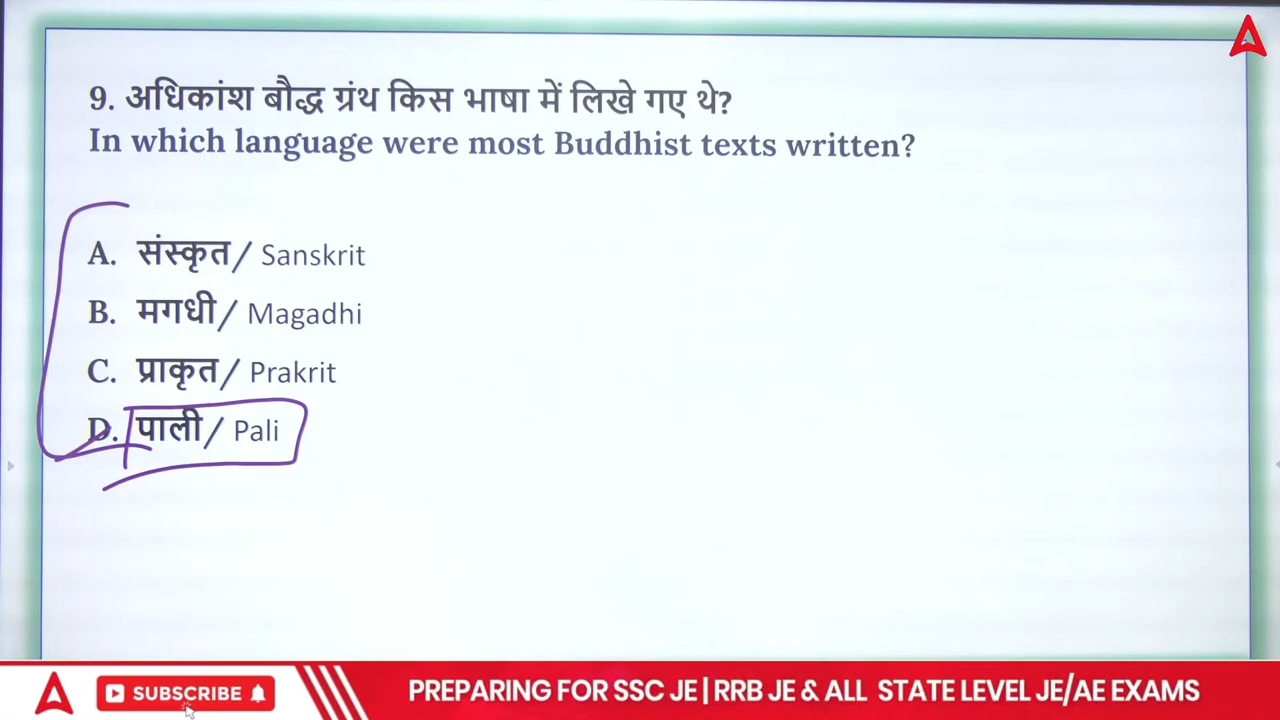 9. अधिकांश बौद्ध ग्रंथ किस भाषा में लिखे गए थे?
In which language were most Buddhist texts written?
A. संस्कृत/ Sanskrit
B. मगधी/ Magadhi
C. प्राकृत/ Prakrit
D. पाली/ Pali
SUBSCRIBE
PREPARING FOR SSC JE | RRB JE & ALL STATE LEVEL JE/AE EXAMS